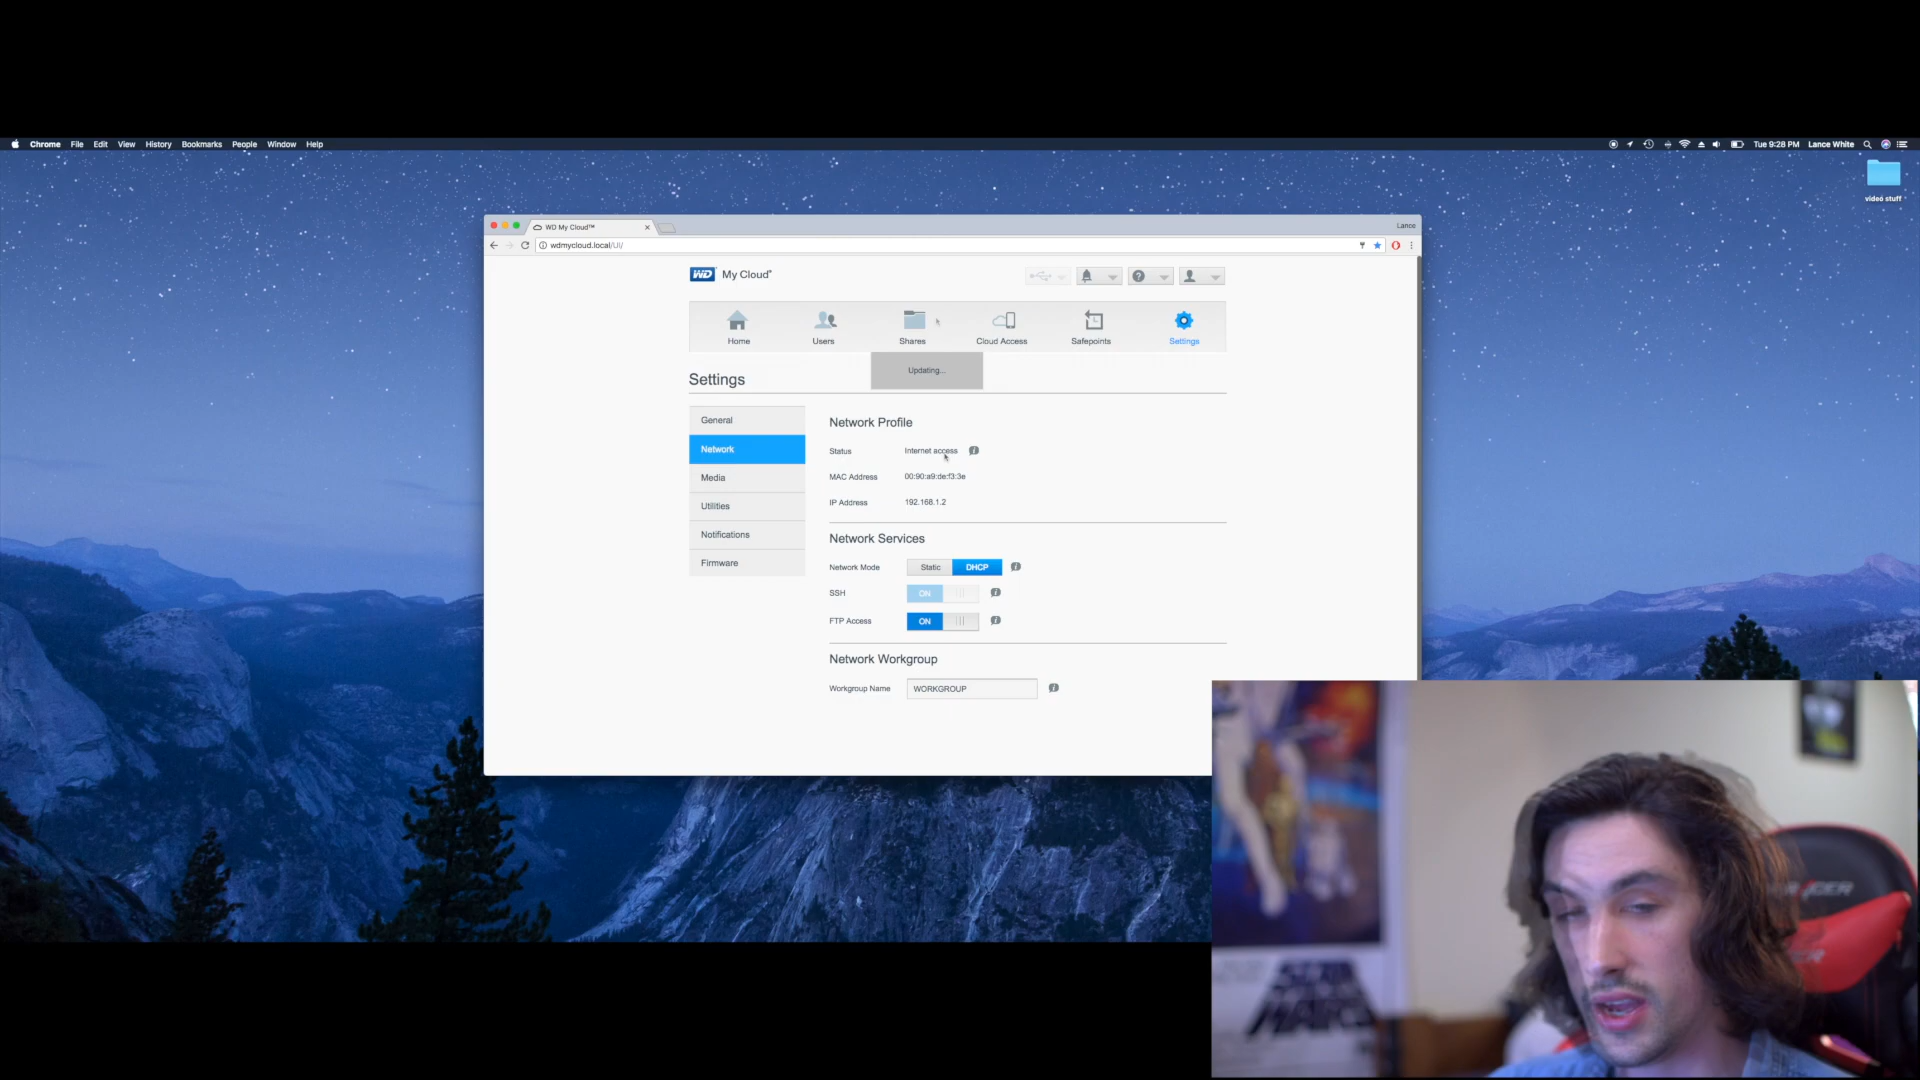 Chrome File Edit View History Bookmarks People Window Help
Tue 9:28 PM Lance White
video stuff
WD My Cloud™
Lance
wdmycloud.local/UI/
WD My Cloud®
Home Users Shares Cloud Access Safepoints Settings
Updating...
Settings
General
Network
Media
Utilities
Notifications
Firmware
Network Profile
Status Internet access
MAC Address 00:90:a9:de:f3:3e
IP Address 192.168.1.2
Network Services
Network Mode Static DHCP
SSH ON
FTP Access ON
Network Workgroup
Workgroup Name WORKGROUP
STAR
WARS